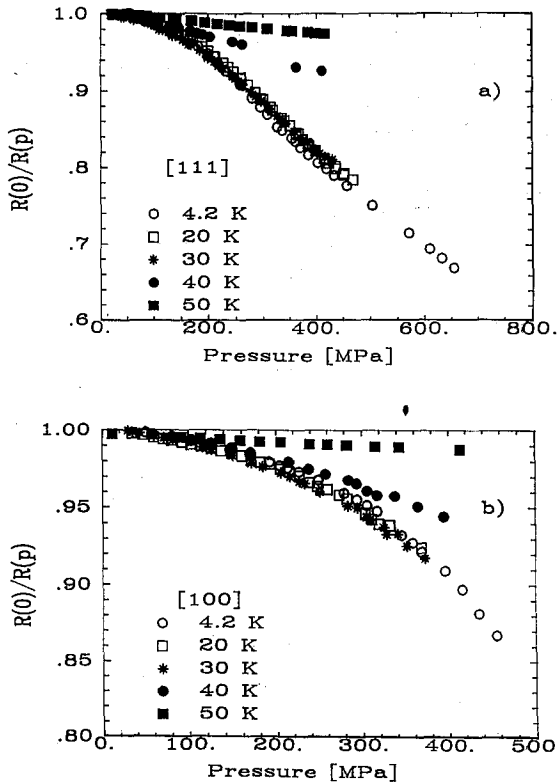 1.0
.9
.8
.7
.6
R(0)/R(p)
a)
[111]
4.2 K
20 K
30 K
40 K
50 K
0. 200. 400. 600. 800.
Pressure [MPa]
1.00
.95
.90
.85
.80
R(0)/R(p)
b)
[100]
4.2 K
20 K
30 K
40 K
50 K
0. 100. 200. 300. 400. 500.
Pressure [MPa]